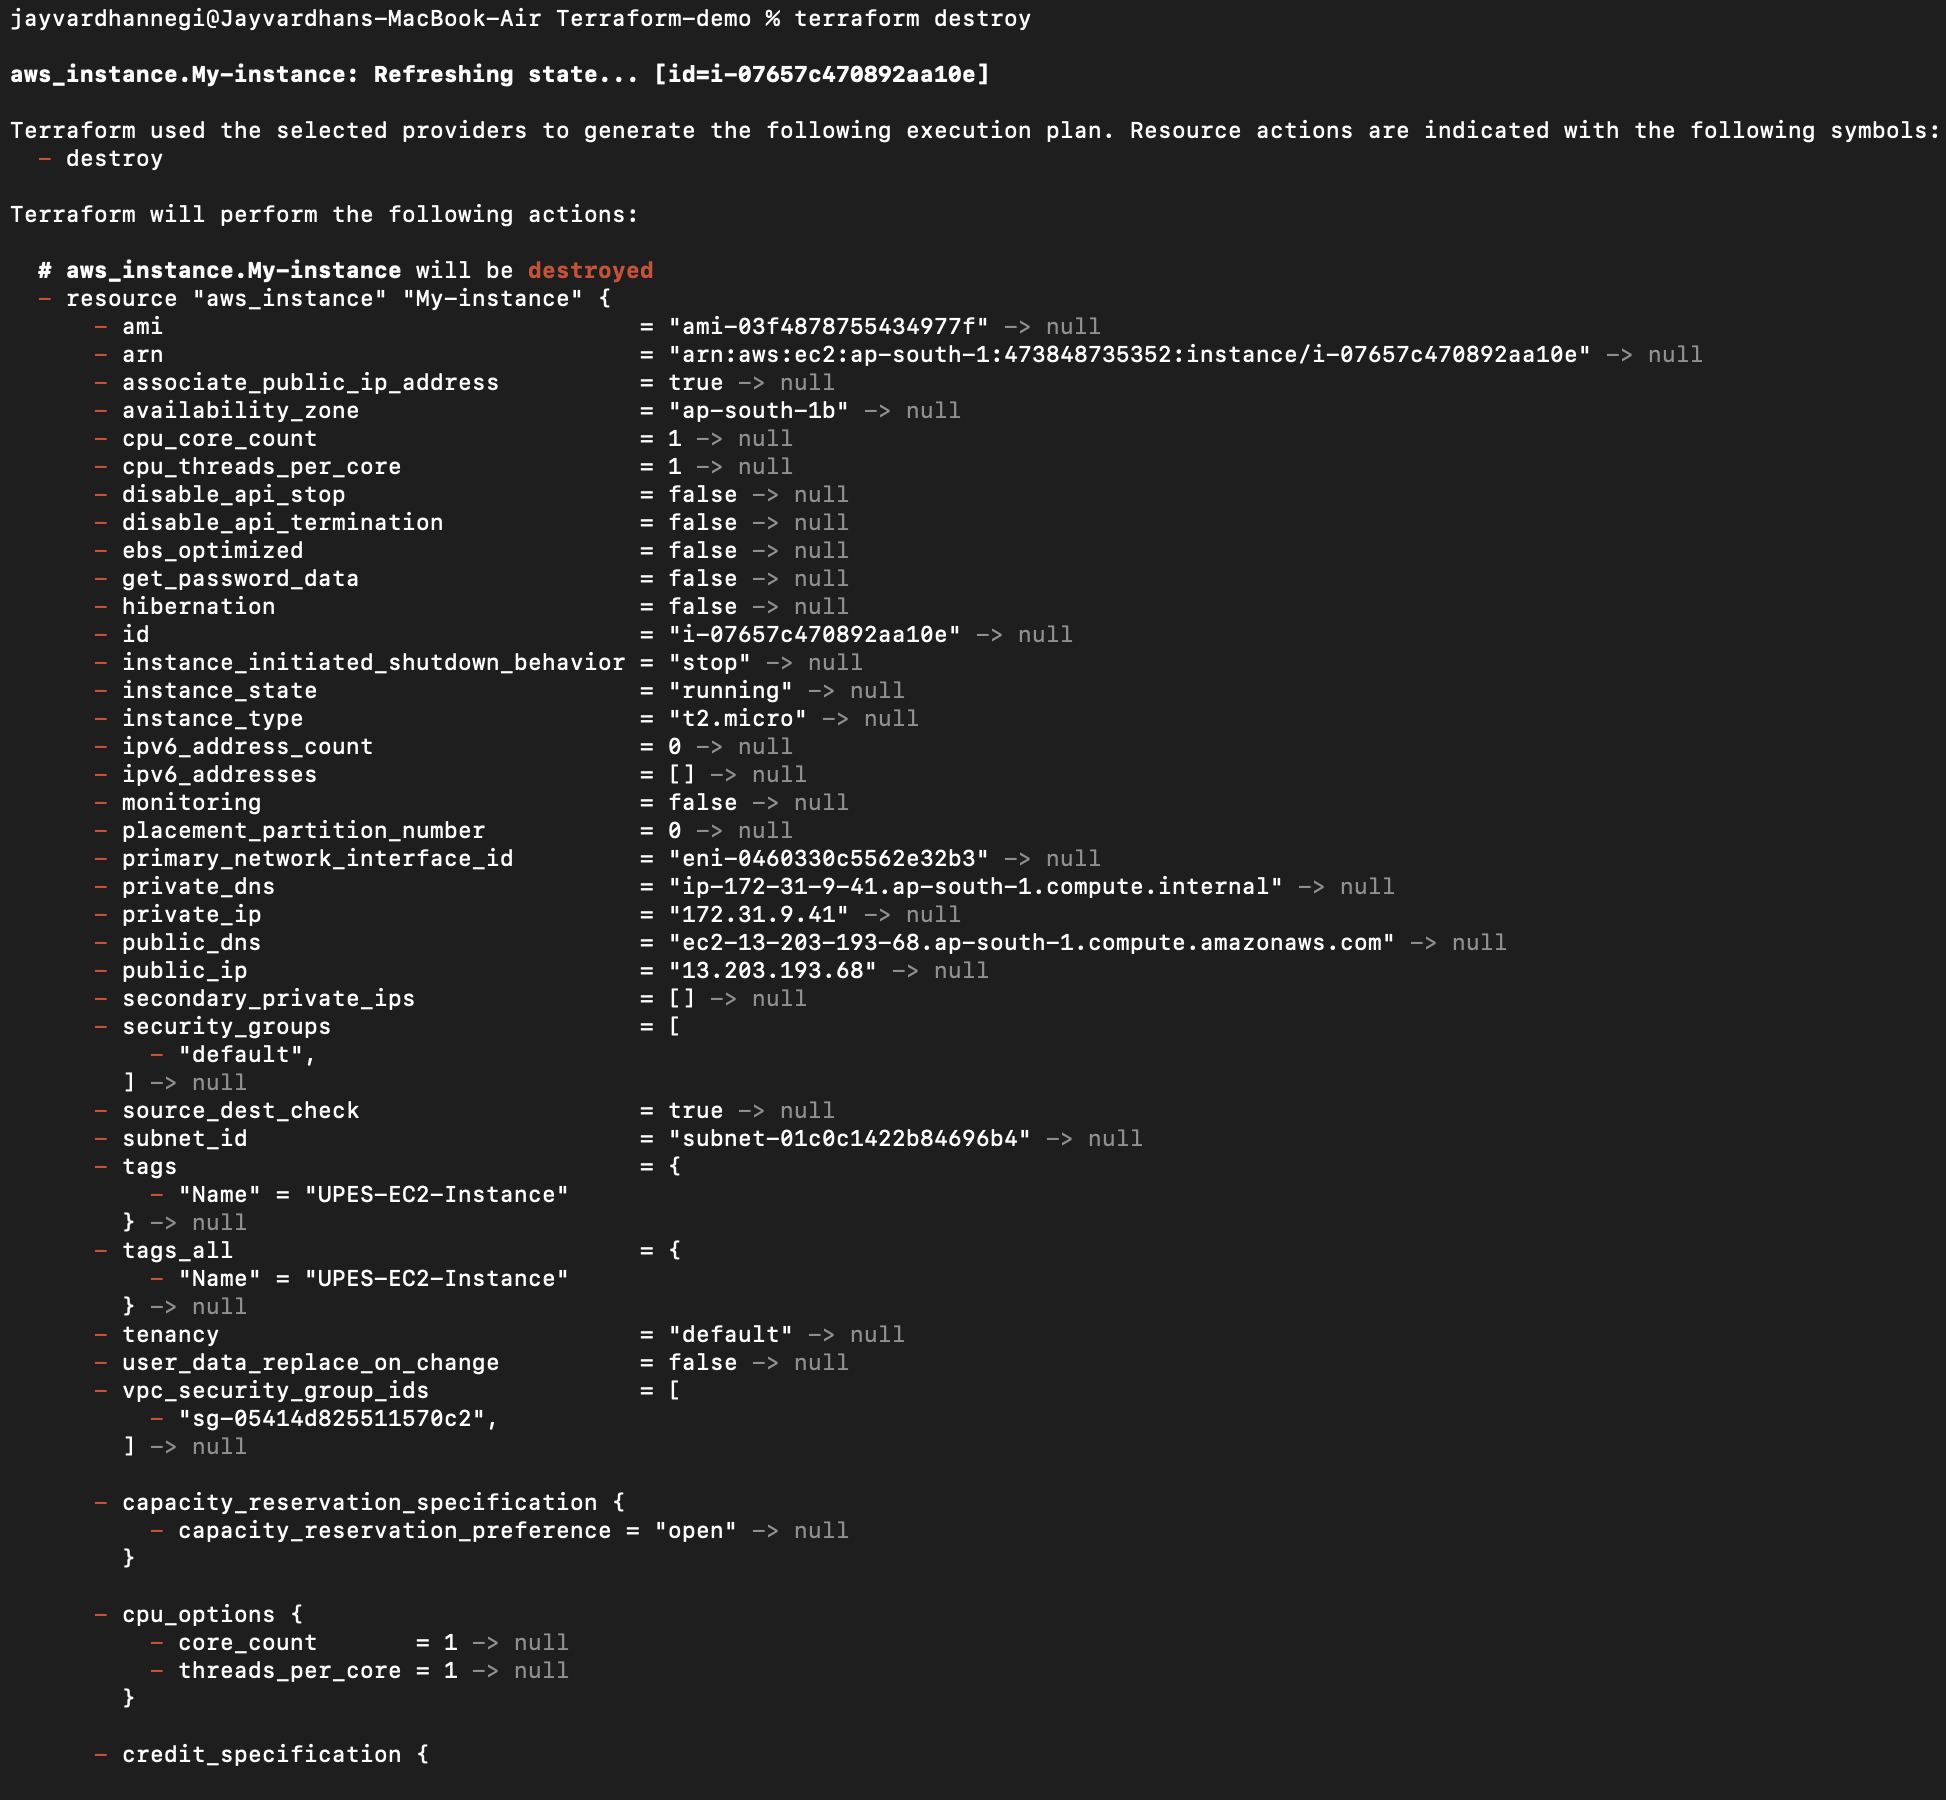 jayvardhannegi@Jayvardhans-MacBook-Air Terraform-demo % terraform destroy
aws_instance.My-instance: Refreshing state... [id=i-07657c470892aa10e]
Terraform used the selected providers to generate the following execution plan. Resource actions are indicated with the following symbols:
- destroy
Terraform will perform the following actions:
# aws_instance.My-instance will be destroyed
- resource "aws_instance" "My-instance" {
- ami = "ami-03f4878755434977f" -> null
- arn = "arn:aws:ec2:ap-south-1:473848735352:instance/i-07657c470892aa10e" -> null
- associate_public_ip_address = true -> null
- availability_zone = "ap-south-1b" -> null
- cpu_core_count = 1 -> null
- cpu_threads_per_core = 1 -> null
- disable_api_stop = false -> null
- disable_api_termination = false -> null
- ebs_optimized = false -> null
- get_password_data = false -> null
- hibernation = false -> null
- id = "i-07657c470892aa10e" -> null
- instance_initiated_shutdown_behavior = "stop" -> null
- instance_state = "running" -> null
- instance_type = "t2.micro" -> null
- ipv6_address_count = 0 -> null
- ipv6_addresses = [] -> null
- monitoring = false -> null
- placement_partition_number = 0 -> null
- primary_network_interface_id = "eni-0460330c5562e32b3" -> null
- private_dns = "ip-172-31-9-41.ap-south-1.compute.internal" -> null
- private_ip = "172.31.9.41" -> null
- public_dns = "ec2-13-203-193-68.ap-south-1.compute.amazonaws.com" -> null
- public_ip = "13.203.193.68" -> null
- secondary_private_ips = [] -> null
- security_groups = [
- "default",
] -> null
- source_dest_check = true -> null
- subnet_id = "subnet-01c0c1422b84696b4" -> null
- tags = {
- "Name" = "UPES-EC2-Instance"
} -> null
- tags_all = {
- "Name" = "UPES-EC2-Instance"
} -> null
- tenancy = "default" -> null
- user_data_replace_on_change = false -> null
- vpc_security_group_ids = [
- "sg-05414d825511570c2",
] -> null
- capacity_reservation_specification {
- capacity_reservation_preference = "open" -> null
}
- cpu_options {
- core_count = 1 -> null
- threads_per_core = 1 -> null
}
- credit_specification {